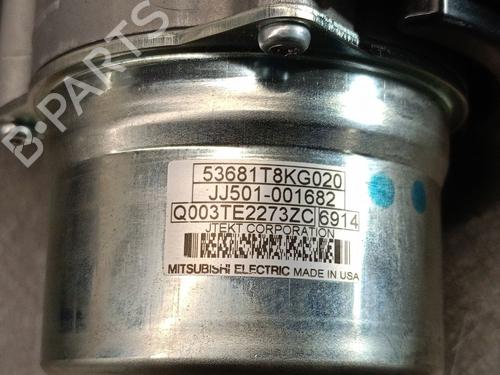 B-PARTS
53681T8KG020
JJ501-001682
Q003TE2273ZC 6914
JTEKT CORPORATION
MITSUBISHI ELECTRIC MADE IN USA